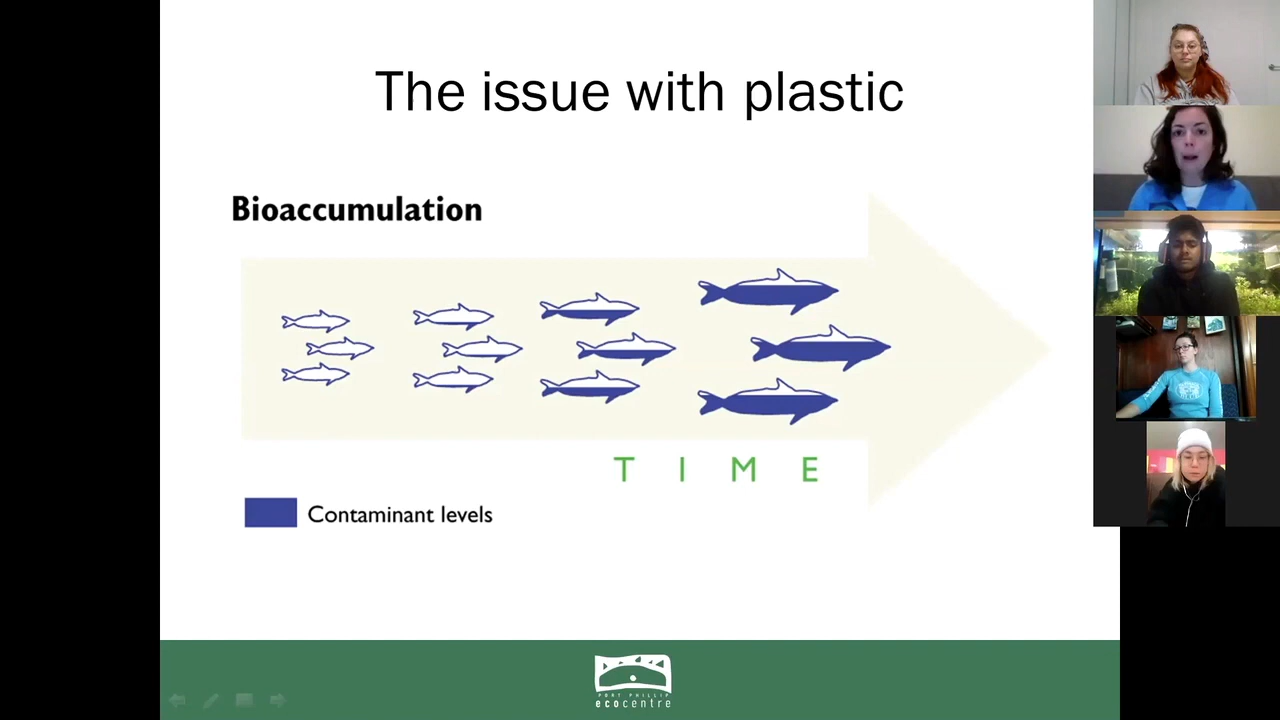 The issue with plastic
Bioaccumulation
T I M E
Contaminant levels
PORT PHILLIP
ecocentre